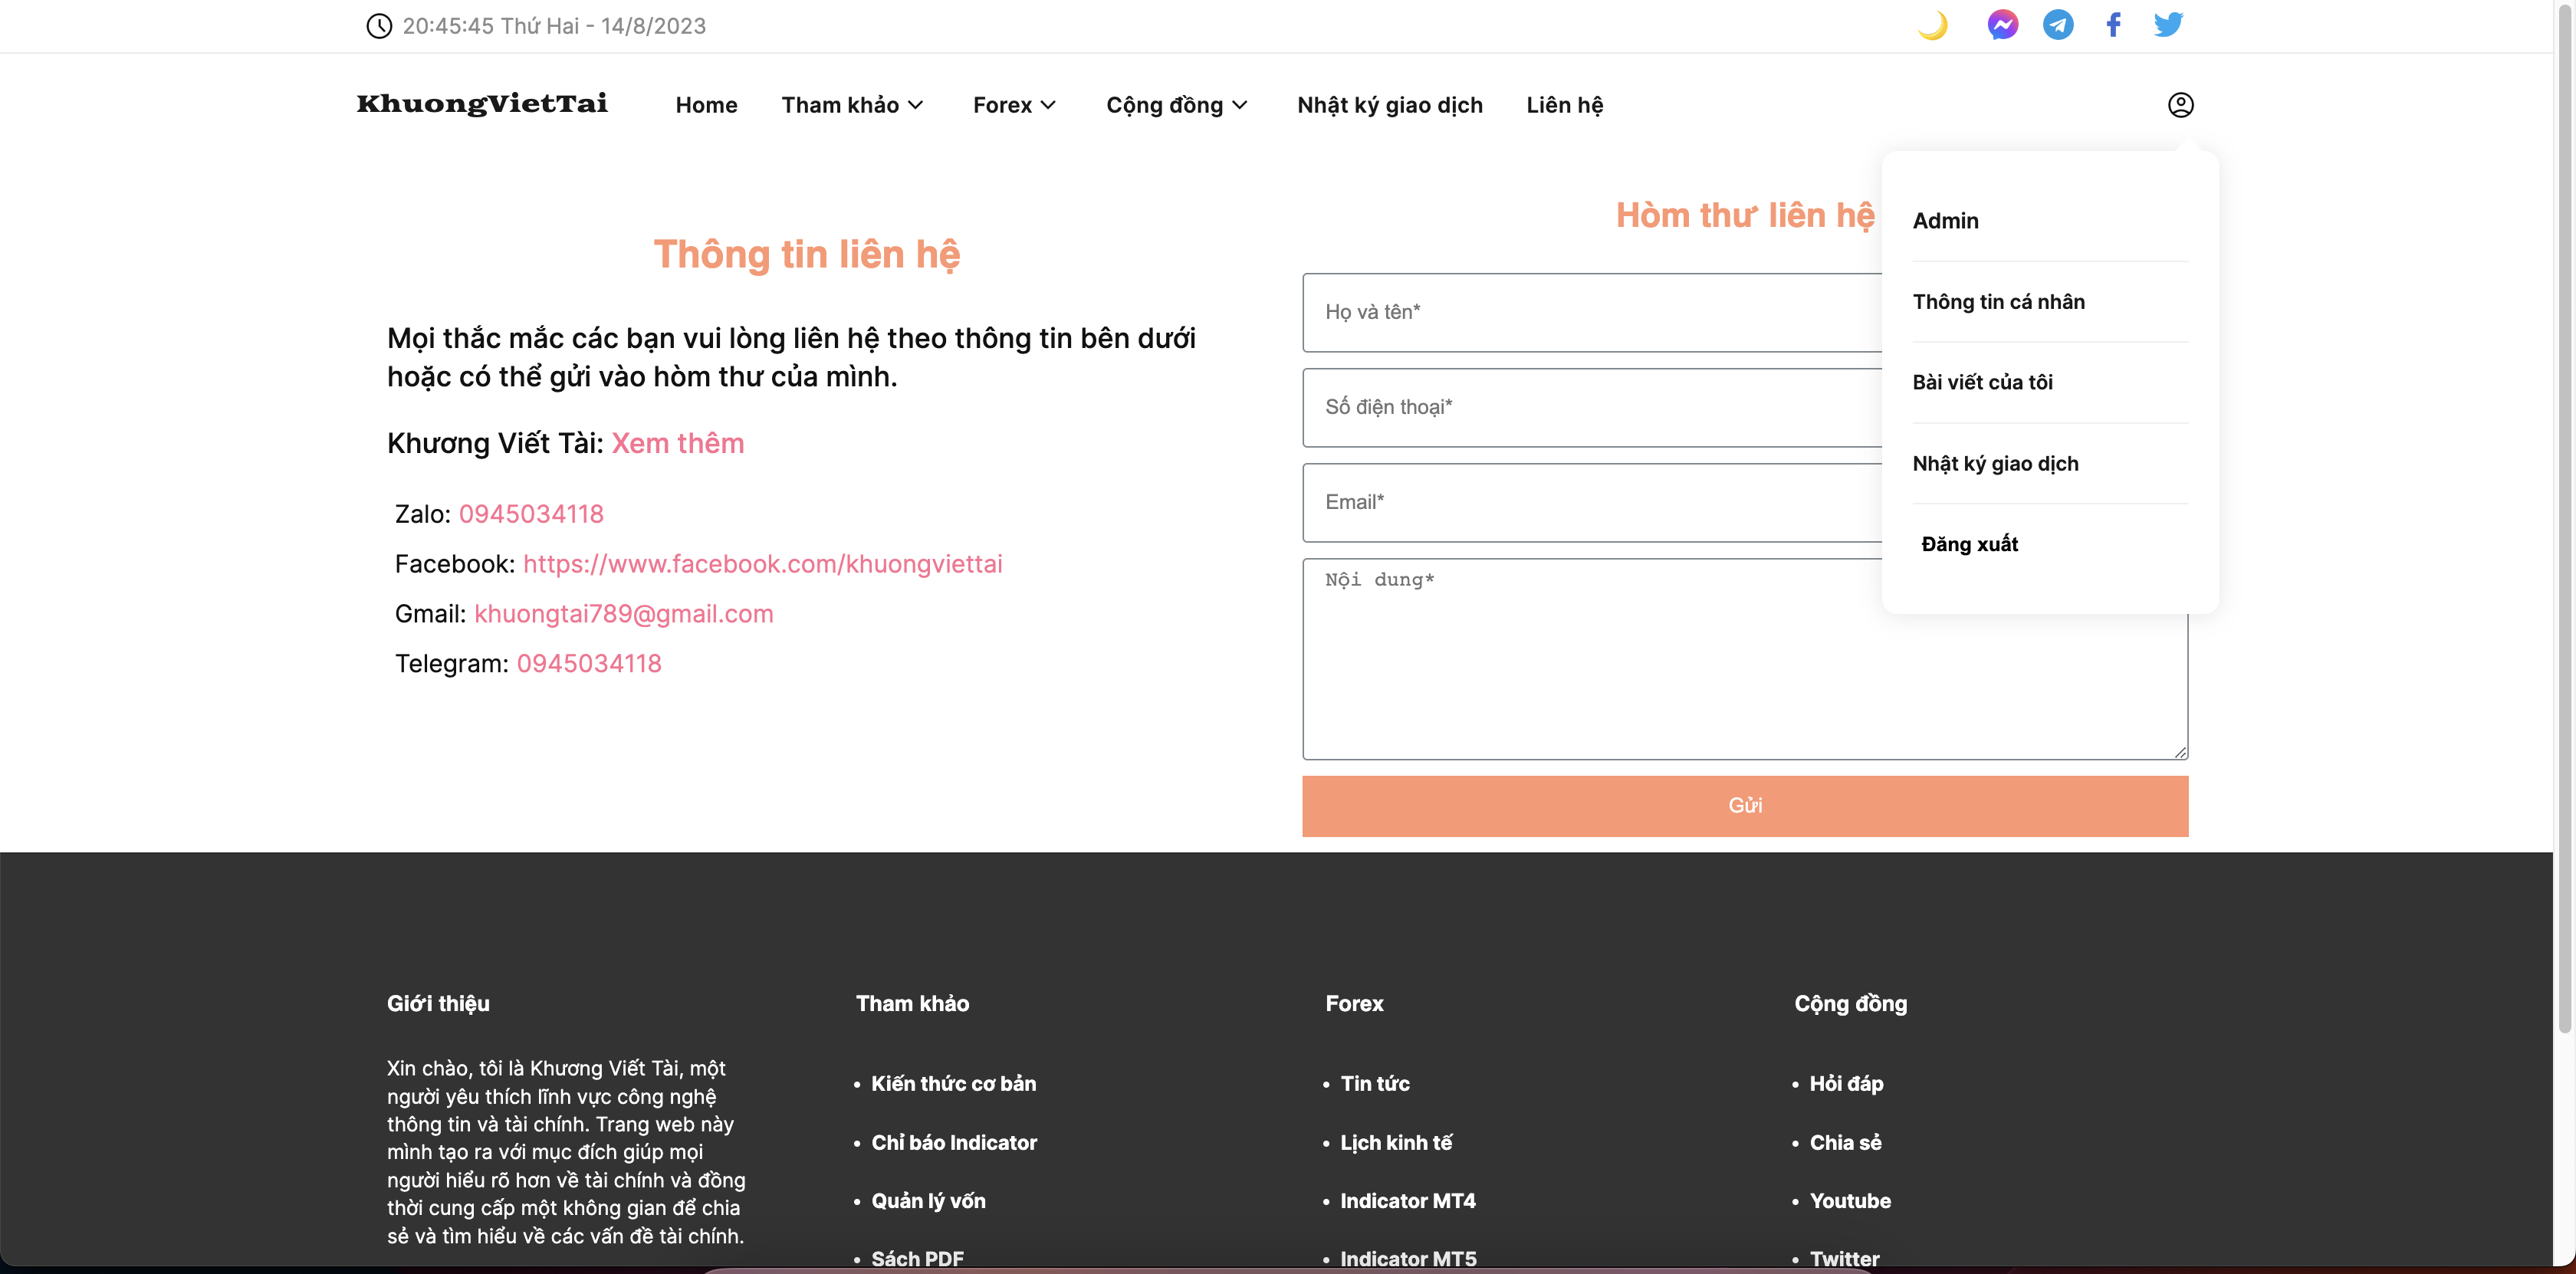 20:45:45 Thứ Hai - 14/8/2023
KhuongVietTai
Home
Tham khảo
Forex
Cộng đồng
Nhật ký giao dịch
Liên hệ
Thông tin liên hệ
Mọi thắc mắc các bạn vui lòng liên hệ theo thông tin bên dưới
hoặc có thể gửi vào hòm thư của mình.
Khương Viết Tài: Xem thêm
Zalo: 0945034118
Facebook: https://www.facebook.com/khuongviettai
Gmail: khuongtai789@gmail.com
Telegram: 0945034118
Hòm thư liên hệ
Họ và tên*
Số điện thoại*
Email*
Nội dung*
Gửi
Admin
Thông tin cá nhân
Bài viết của tôi
Nhật ký giao dịch
Đăng xuất
Giới thiệu
Xin chào, tôi là Khương Viết Tài, một
người yêu thích lĩnh vực công nghệ
thông tin và tài chính. Trang web này
mình tạo ra với mục đích giúp mọi
người hiểu rõ hơn về tài chính và đồng
thời cung cấp một không gian để chia
sẻ và tìm hiểu về các vấn đề tài chính.
Tham khảo
• Kiến thức cơ bản
• Chỉ báo Indicator
• Quản lý vốn
• Sách PDF
Forex
• Tin tức
• Lịch kinh tế
• Indicator MT4
• Indicator MT5
Cộng đồng
• Hỏi đáp
• Chia sẻ
• Youtube
• Twitter